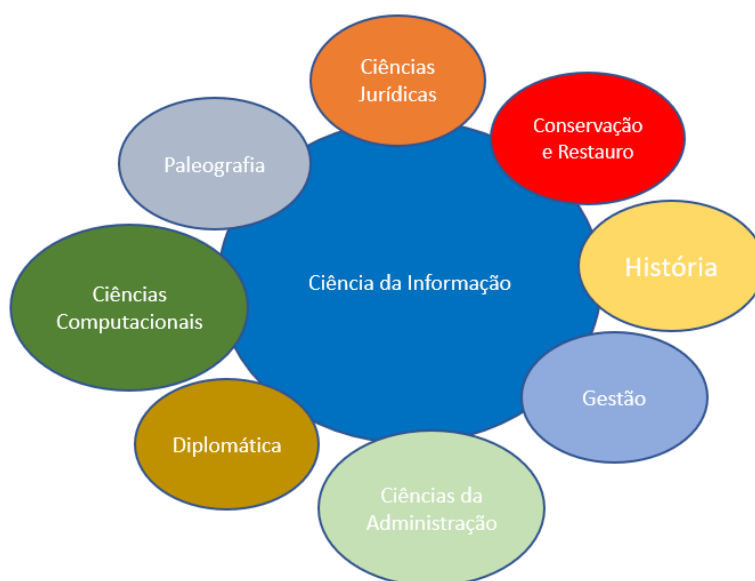 Ciências
Jurídicas
Conservação
e Restauro
Paleografia
História
Ciência da Informação
Ciências
Computacionais
Gestão
Diplomática
Ciências da
Administração